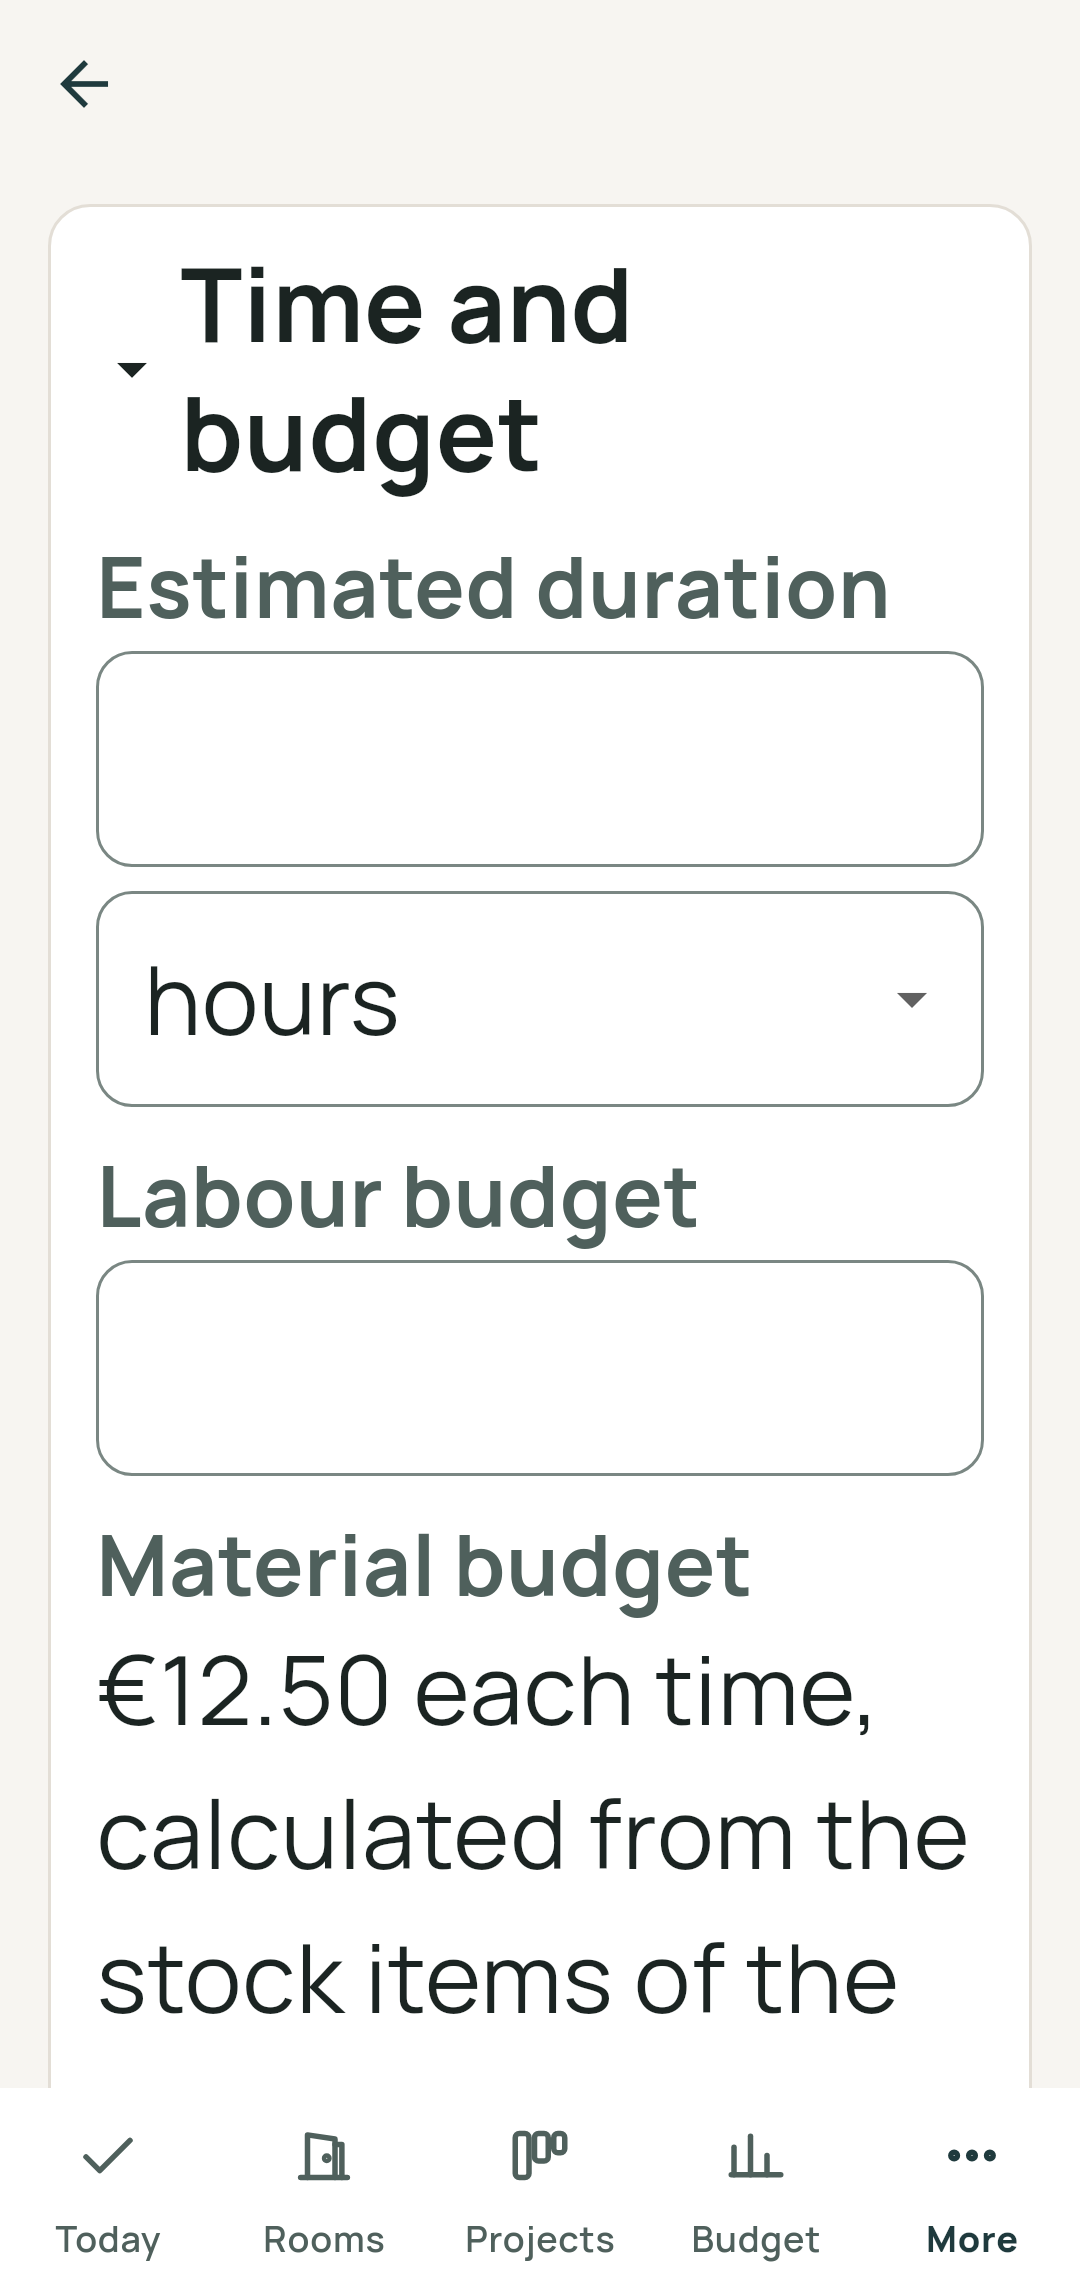 Time and
budget
Estimated duration
hours
Labour budget
Material budget
€12.50 each time,
calculated from the
stock items of the
Today
Rooms
Projects
Budget
More